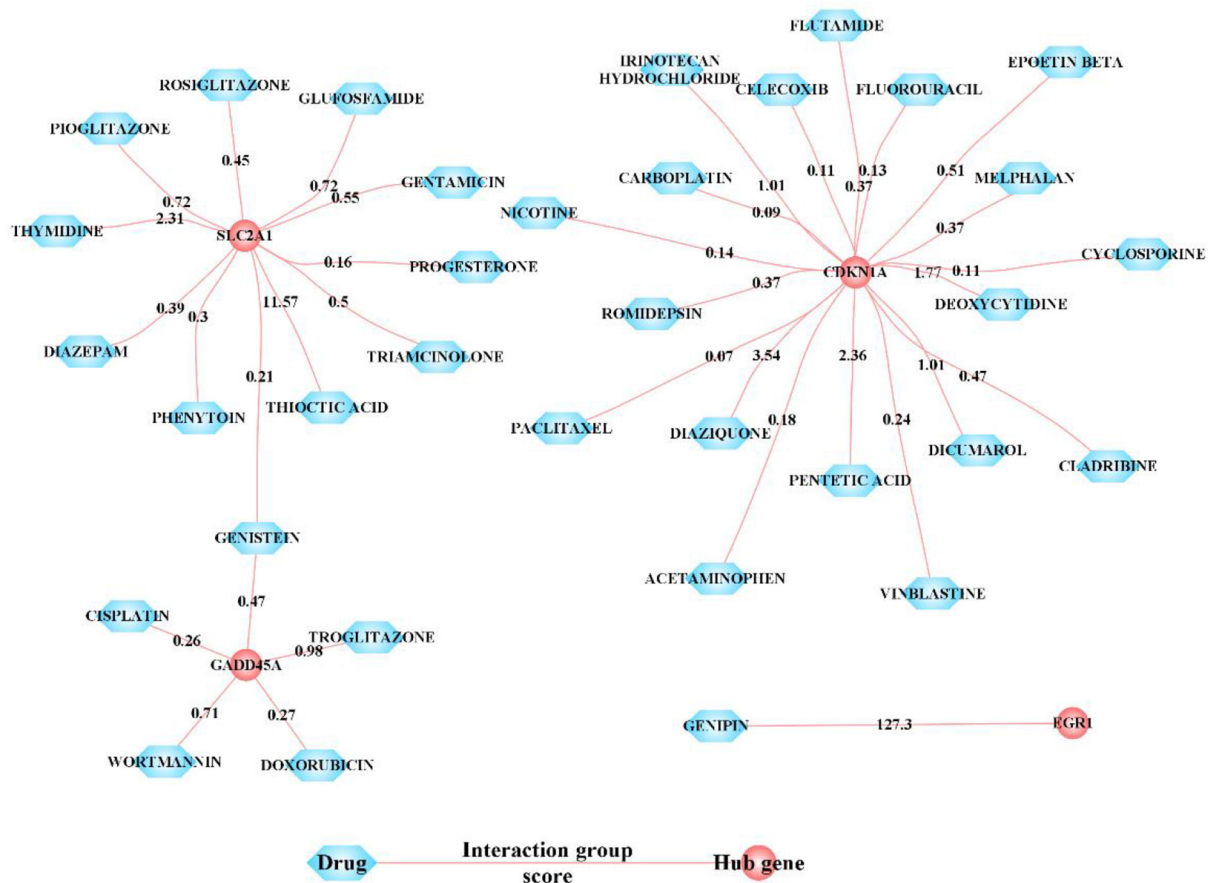 FLUTAMIDE
IRINOTECAN
HYDROCHLORIDE
EPOETIN BETA
ROSIGLITAZONE
CELECOXIB
FLUOROURACIL
GLUFOSFAMIDE
PIOGLITAZONE
0.45
0.11
0.13
0.51
CARBOPLATIN
MELPHALAN
0.72
GENTAMICIN
1.01
0.37
0.55
0.72
0.09
NICOTINE
2.31
THYMIDINE
SLC2A1
0.37
0.14
CYCLOSPORINE
0.16
PROGESTERONE
CDKN1A
1.77
0.11
0.37
DEOXYCYTIDINE
11.57
0.5
ROMIDEPSIN
0.39
0.3
DIAZEPAM
TRIAMCINOLONE
0.07
3.54
2.36
1.01
0.47
0.21
THIOCTIC ACID
PHENYTOIN
PACLITAXEL
DIAZIQUONE
0.18
0.24
DICUMAROL
CLADRIBINE
PENTETIC ACID
GENISTEIN
ACETAMINOPHEN
VINBLASTINE
0.47
CISPLATIN
TROGLITAZONE
0.26
0.98
GADD45A
0.71
0.27
GENIPIN
127.3
EGR1
WORTMANNIN
DOXORUBICIN
Drug
Interaction group
score
Hub gene